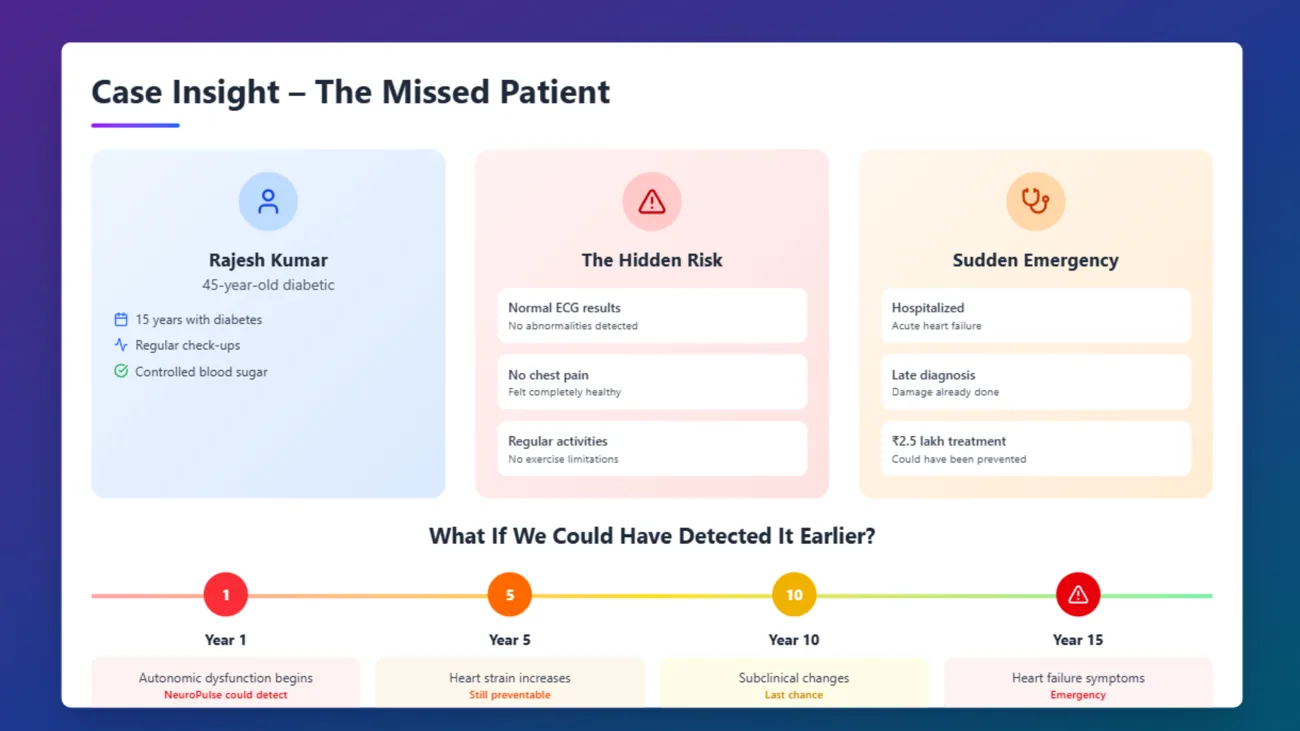 Case Insight – The Missed Patient
Rajesh Kumar
45-year-old diabetic
15 years with diabetes
Regular check-ups
Controlled blood sugar
The Hidden Risk
Normal ECG results
No abnormalities detected
No chest pain
Felt completely healthy
Regular activities
No exercise limitations
Sudden Emergency
Hospitalized
Acute heart failure
Late diagnosis
Damage already done
₹2.5 lakh treatment
Could have been prevented
What If We Could Have Detected It Earlier?
1
5
10
Year 1
Year 5
Year 10
Year 15
Autonomic dysfunction begins
NeuroPulse could detect
Heart strain increases
Still preventable
Subclinical changes
Last chance
Heart failure symptoms
Emergency